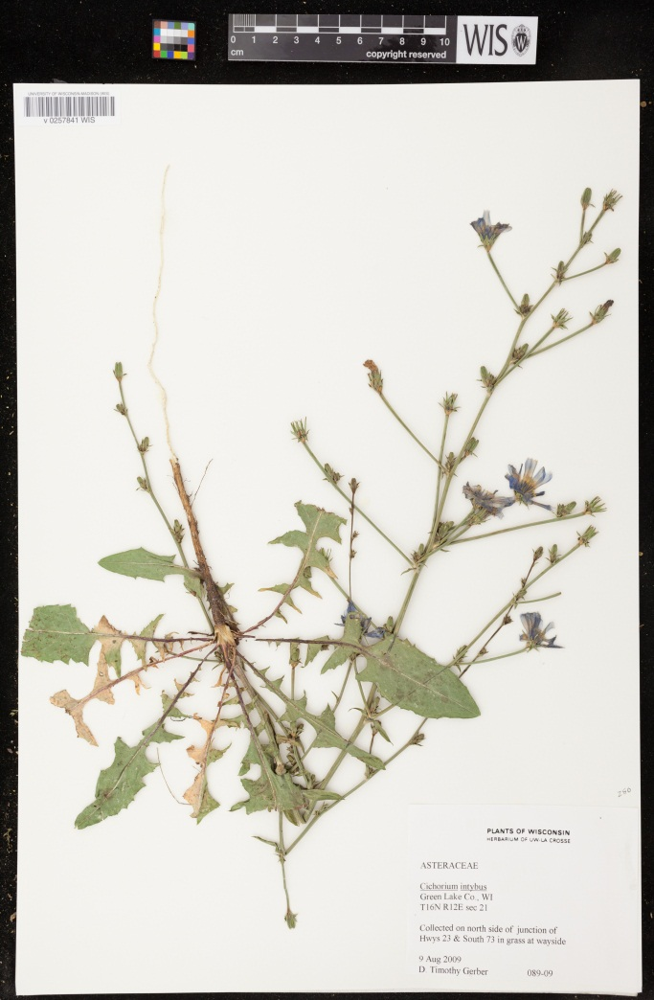 0 1 2 3 4 5 6 7 8 9 10
cm
copyright reserved
WIS
UNIVERSITY OF WISCONSIN-MADISON (WIS)
v 0257841 WIS
340
PLANTS OF WISCONSIN
HERBARIUM OF UW-LA CROSSE
ASTERACEAE
Cichorium intybus
Green Lake Co., WI
T16N R12E sec 21
Collected on north side of junction of
Hwys 23 & South 73 in grass at wayside
9 Aug 2009
D. Timothy Gerber 089-09